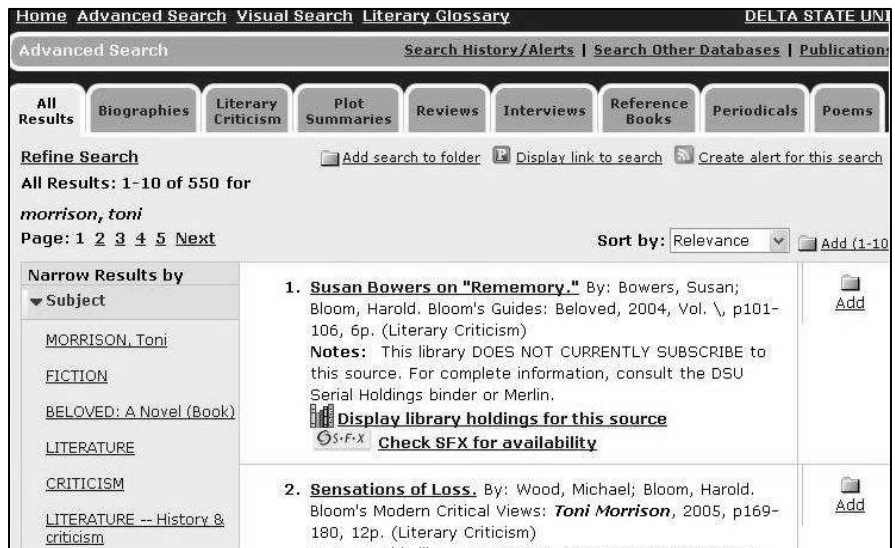 Home Advanced Search Visual Search Literary Glossary DELTA STATE UNI
Advanced Search Search History/Alerts | Search Other Databases | Publications
All Results Biographies Literary Criticism Plot Summaries Reviews Interviews Reference Books Periodicals Poems
Refine Search Add search to folder P Display link to search Create alert for this search
All Results: 1-10 of 550 for
morrison, toni
Page: 1 2 3 4 5 Next Sort by: Relevance Add (1-10
Narrow Results by
Subject
MORRISON, Toni
FICTION
BELOVED: A Novel (Book)
LITERATURE
CRITICISM
LITERATURE -- History &
criticism
1. Susan Bowers on "Rememory." By: Bowers, Susan;
Bloom, Harold. Bloom's Guides: Beloved, 2004, Vol. \, p101-
106, 6p. (Literary Criticism)
Notes: This library DOES NOT CURRENTLY SUBSCRIBE to
this source. For complete information, consult the DSU
Serial Holdings binder or Merlin.
Display library holdings for this source
S·F·X Check SFX for availability
Add
2. Sensations of Loss. By: Wood, Michael; Bloom, Harold.
Bloom's Modern Critical Views: Toni Morrison, 2005, p169-
180, 12p. (Literary Criticism)
Add